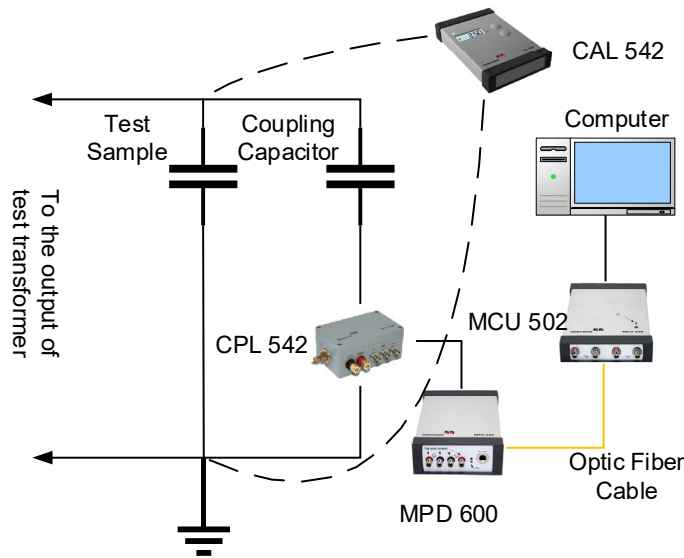 CAL 542
Test
Sample
Coupling
Capacitor
Computer
To the output of
test transformer
CPL 542
MCU 502
MPD 600
Optic Fiber
Cable